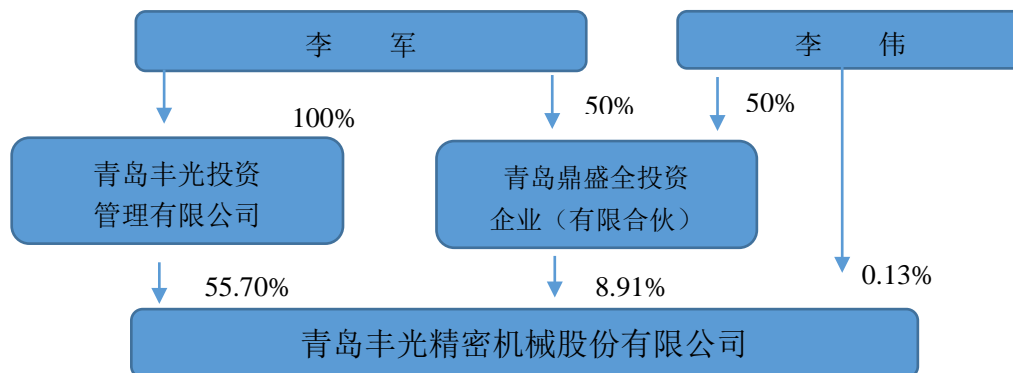 李 军
李 伟
100%
50%
50%
青岛丰光投资
管理有限公司
青岛鼎盛全投资
企业（有限合伙）
55.70%
8.91%
0.13%
青岛丰光精密机械股份有限公司